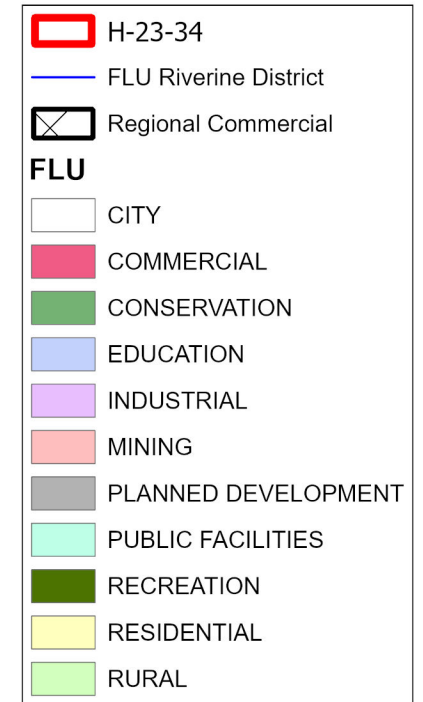 H-23-34
FLU Riverine District
Regional Commercial
FLU
CITY
COMMERCIAL
CONSERVATION
EDUCATION
INDUSTRIAL
MINING
PLANNED DEVELOPMENT
PUBLIC FACILITIES
RECREATION
RESIDENTIAL
RURAL